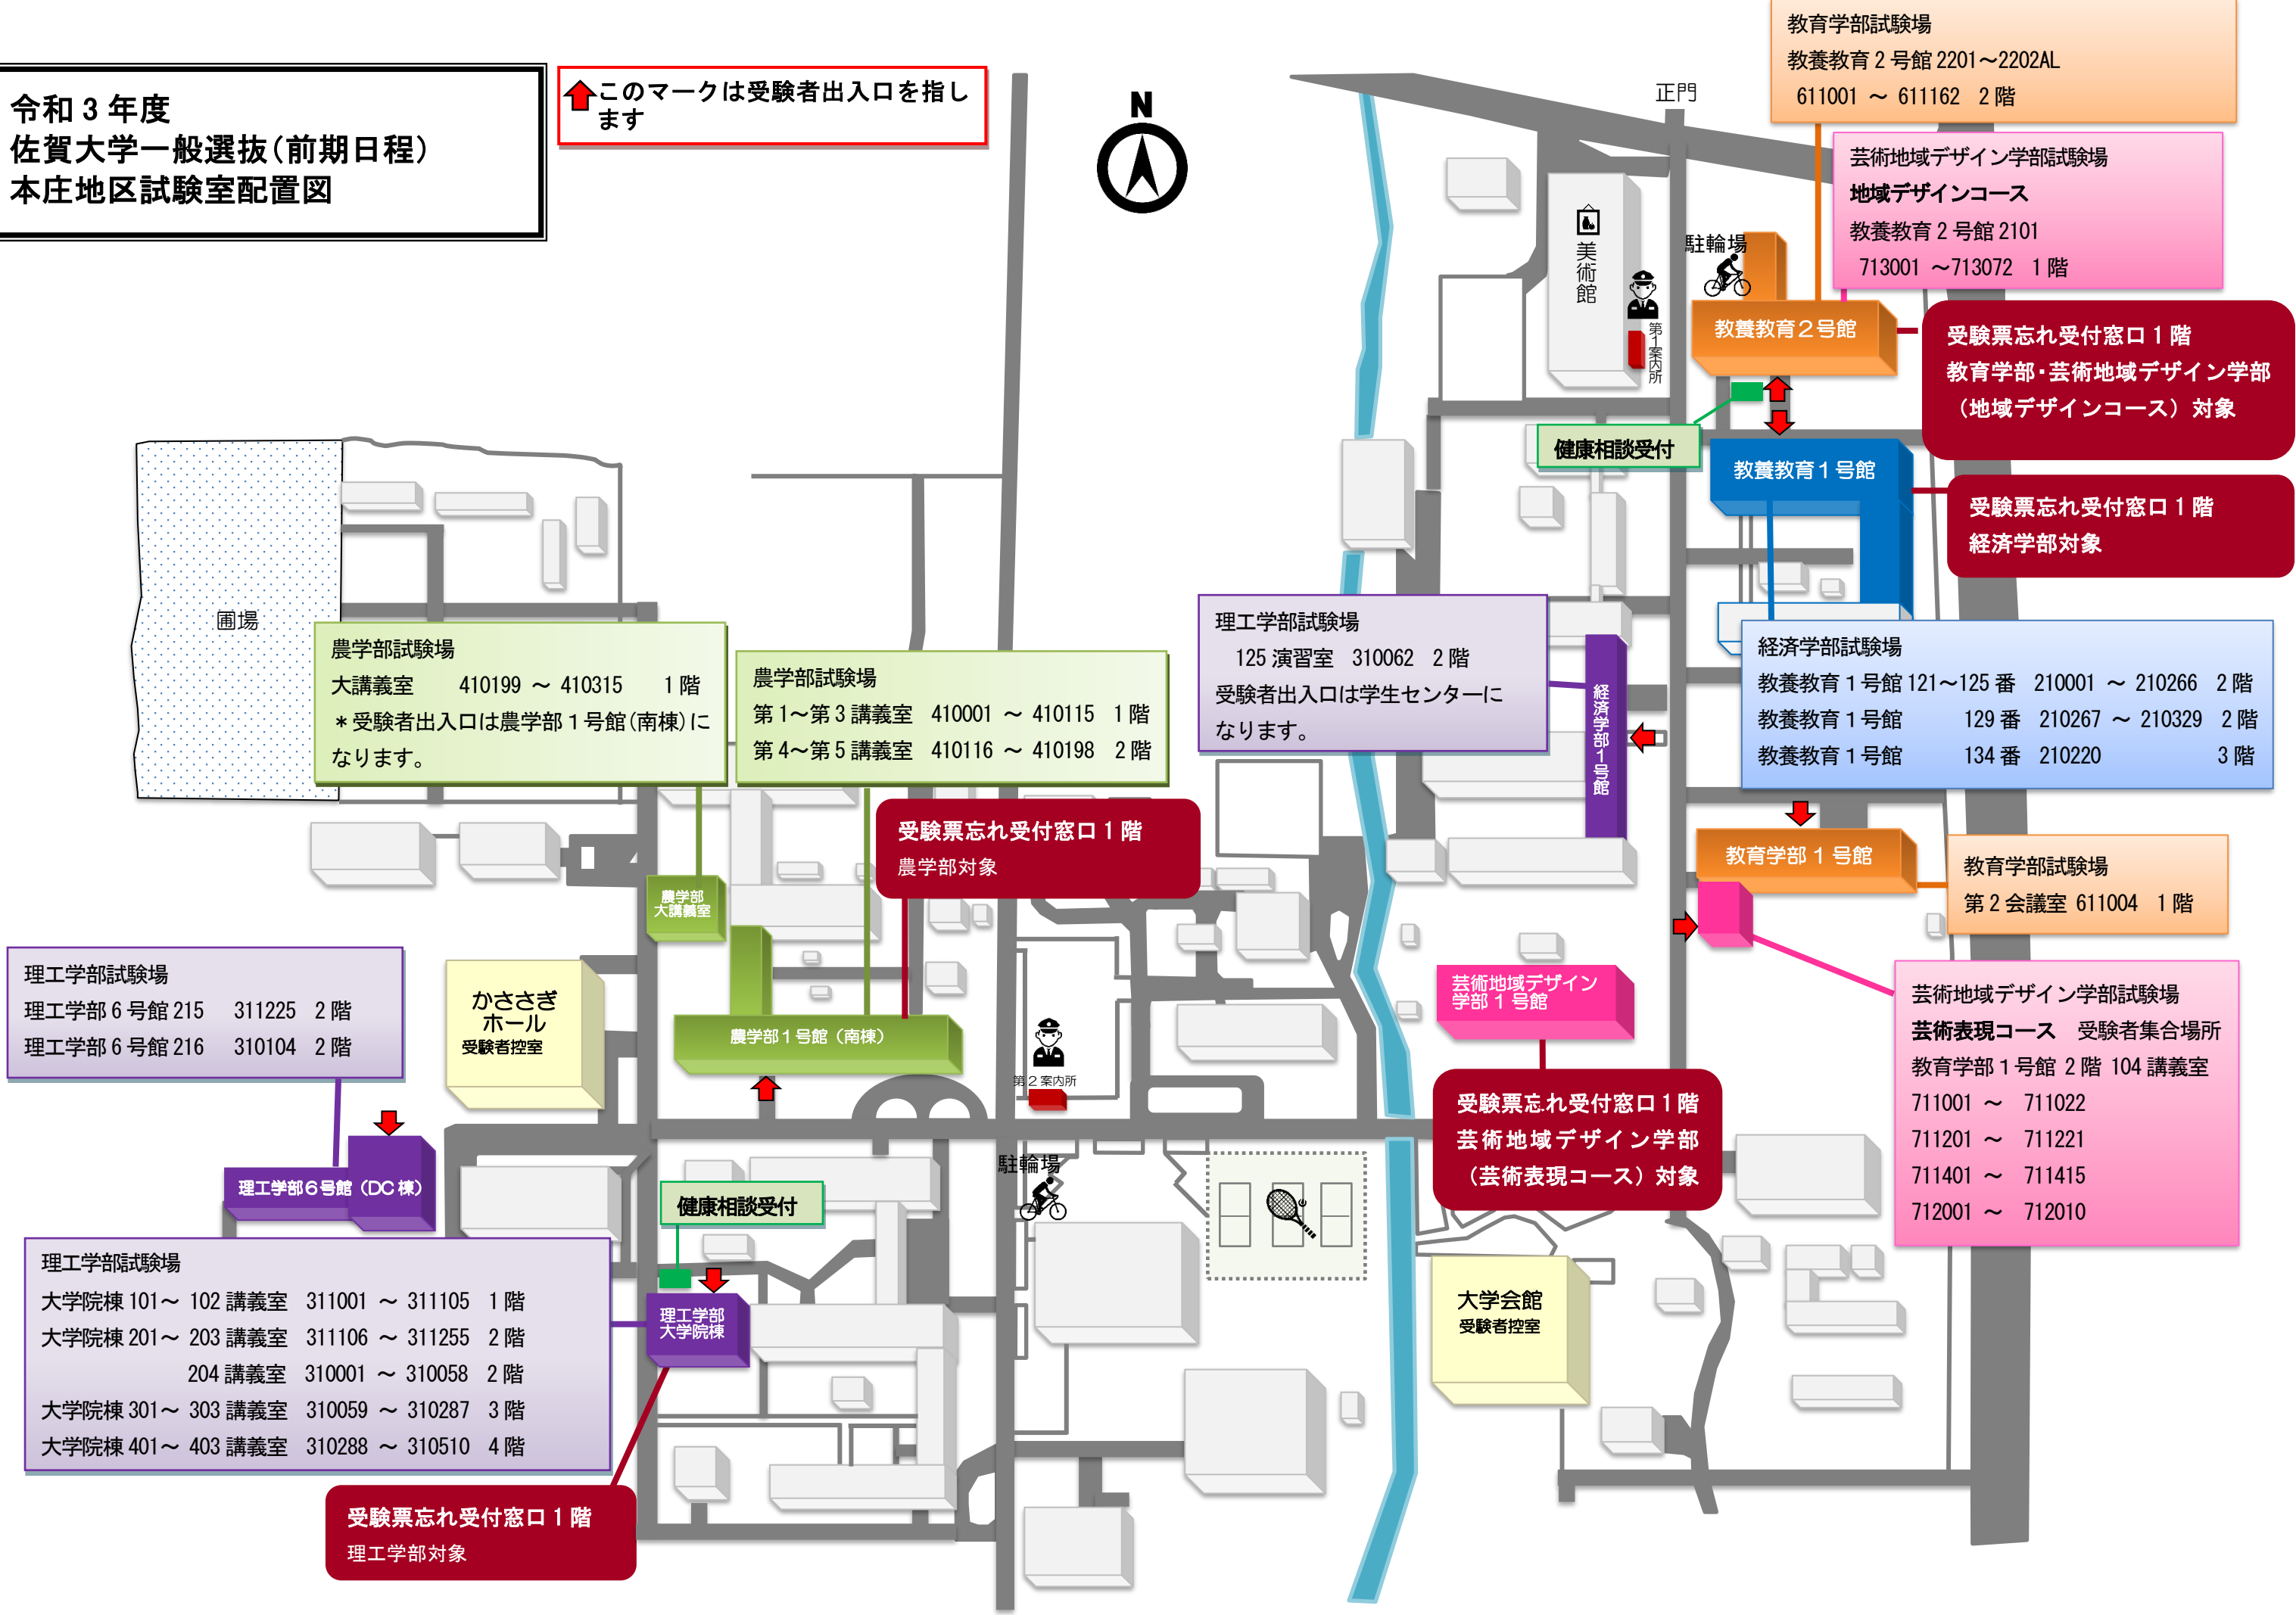 令和３年度
佐賀大学一般選抜(前期日程)
本庄地区試験室配置図
このマークは受験者出入口を指し
ます
N
正門
教育学部試験場
教養教育２号館 2201～2202AL
611001 ～ 611162 2階
芸術地域デザイン学部試験場
地域デザインコース
教養教育２号館 2101
713001 ～713072 1階
美術館
第1案内所
駐輪場
教養教育２号館
受験票忘れ受付窓口１階
教育学部・芸術地域デザイン学部
（地域デザインコース）対象
健康相談受付
教養教育１号館
受験票忘れ受付窓口１階
経済学部対象
圃場
農学部試験場
大講義室 410199 ～ 410315 1階
＊受験者出入口は農学部１号館(南棟)に
なります。
農学部試験場
第1～第3講義室 410001 ～ 410115 1階
第4～第5講義室 410116 ～ 410198 2階
理工学部試験場
125演習室 310062 2階
受験者出入口は学生センターに
なります。
経済学部１号館
経済学部試験場
教養教育１号館 121～125番 210001 ～ 210266 2階
教養教育１号館 129番 210267 ～ 210329 2階
教養教育１号館 134番 210220 3階
受験票忘れ受付窓口１階
農学部対象
教育学部１号館
教育学部試験場
第2会議室 611004 1階
農学部
大講義室
理工学部試験場
理工学部６号館 215 311225 2階
理工学部６号館 216 310104 2階
かささぎ
ホール
受験者控室
農学部１号館（南棟）
第２案内所
芸術地域デザイン
学部１号館
芸術地域デザイン学部試験場
芸術表現コース 受験者集合場所
教育学部１号館 2階 104講義室
711001 ～ 711022
711201 ～ 711221
711401 ～ 711415
712001 ～ 712010
受験票忘れ受付窓口１階
芸術地域デザイン学部
（芸術表現コース）対象
駐輪場
理工学部６号館（DC棟）
健康相談受付
理工学部試験場
大学院棟101～ 102講義室 311001 ～ 311105 1階
大学院棟201～ 203講義室 311106 ～ 311255 2階
204講義室 310001 ～ 310058 2階
大学院棟301～ 303講義室 310059 ～ 310287 3階
大学院棟401～ 403講義室 310288 ～ 310510 4階
理工学部
大学院棟
大学会館
受験者控室
受験票忘れ受付窓口１階
理工学部対象